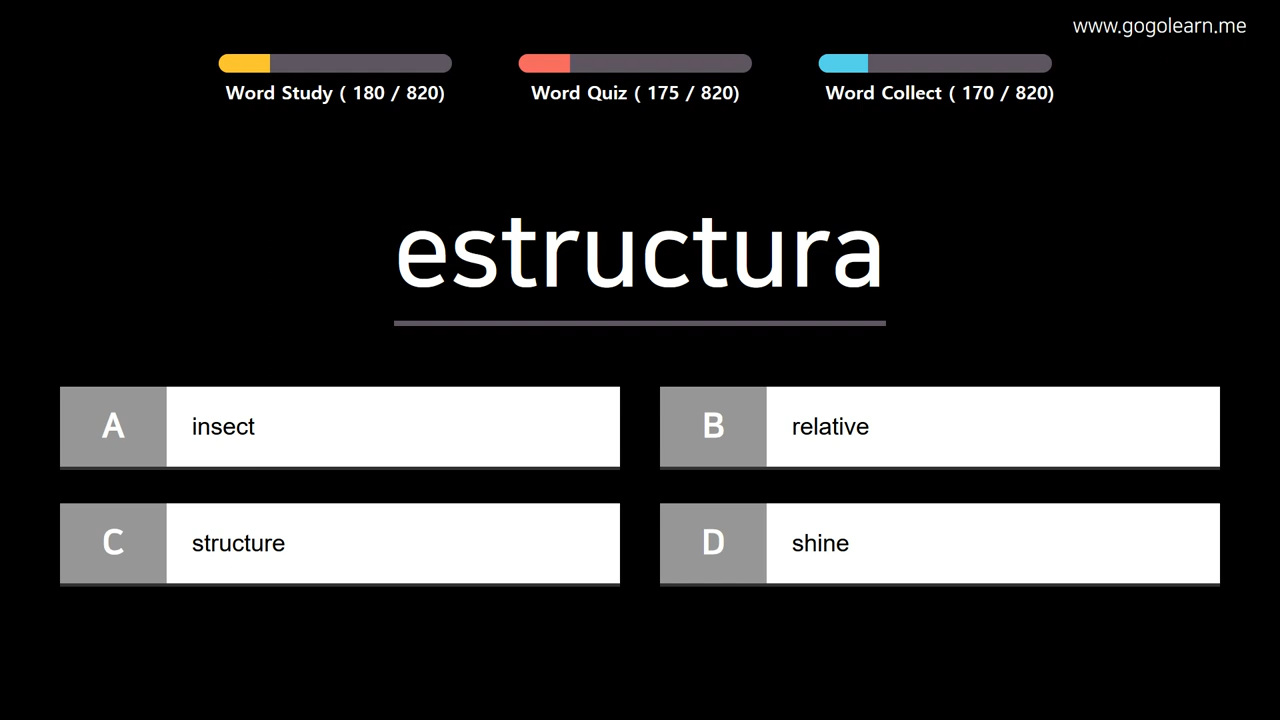 www.gogolearn.me
Word Study ( 180 / 820)
Word Quiz ( 175 / 820)
Word Collect ( 170 / 820)
estructura
A insect
B relative
C structure
D shine